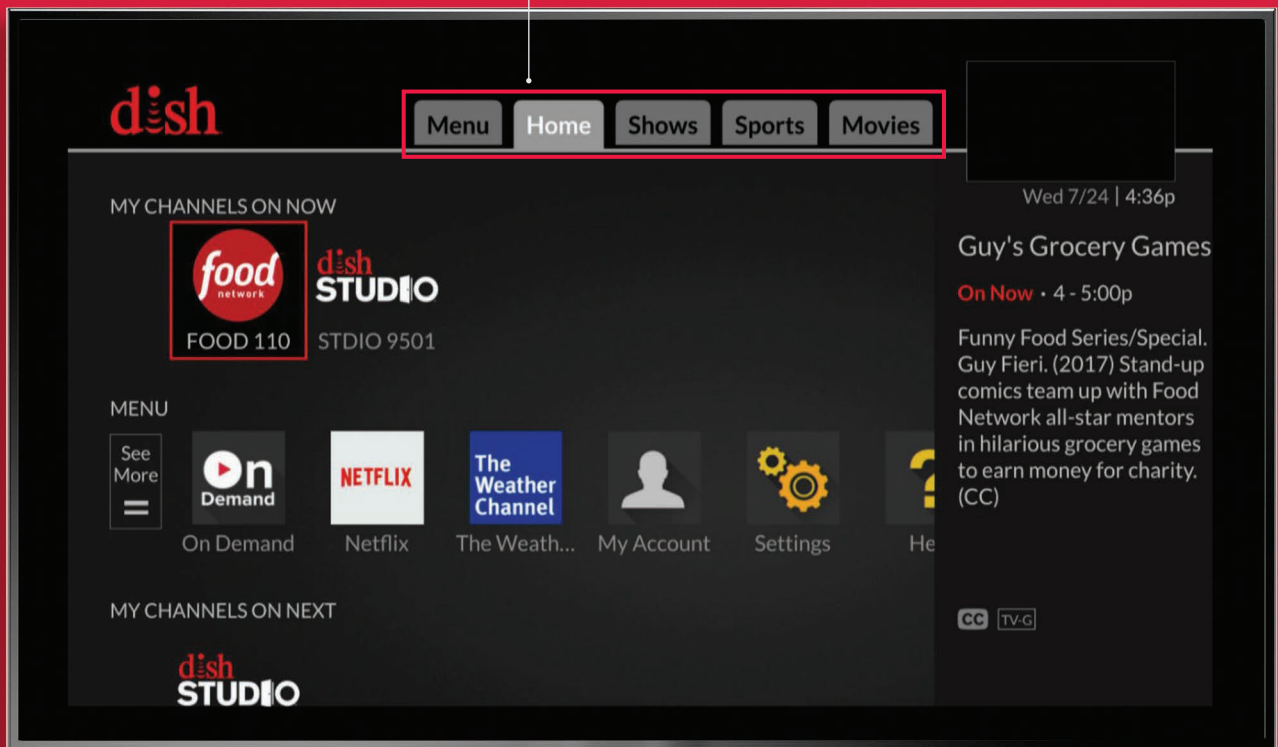 dish
Menu Home Shows Sports Movies
Wed 7/24 | 4:36p
MY CHANNELS ON NOW
food
network
FOOD 110
dish
STUDIO
STDIO 9501
Guy's Grocery Games
On Now • 4 - 5:00p
Funny Food Series/Special.
Guy Fieri. (2017) Stand-up
comics team up with Food
Network all-star mentors
in hilarious grocery games
to earn money for charity.
(CC)
CC TV-G
MENU
See
More
On
Demand
On Demand
NETFLIX
Netflix
The
Weather
Channel
The Weath...
My Account
Settings
?
He
MY CHANNELS ON NEXT
dish
STUDIO